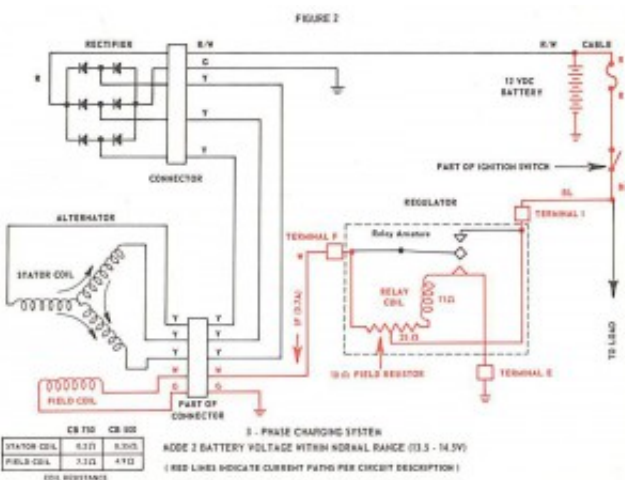 FIGURE 2
RECTIFIER
R/W
R/W
CABLE
R
G
Y
12 VDC
BATTERY
Y
Y
CONNECTOR
PART OF IGNITION SWITCH
BL
REGULATOR
TERMINAL I
ALTERNATOR
TERMINAL F
Relay Armature
W
STATOR COIL
RELAY
COIL
TO LOAD
Y Y
Y Y
Y Y
W W
G G
10 Ω FIELD RESISTOR
TERMINAL E
FIELD COIL
PART OF
CONNECTOR
CB 750 CB 500
STATOR COIL
FIELD COIL
COIL RESISTANCE
3 - PHASE CHARGING SYSTEM
MODE 2 BATTERY VOLTAGE WITHIN NORMAL RANGE (13.5 - 14.5V)
( RED LINES INDICATE CURRENT PATHS PER CIRCUIT DESCRIPTION )